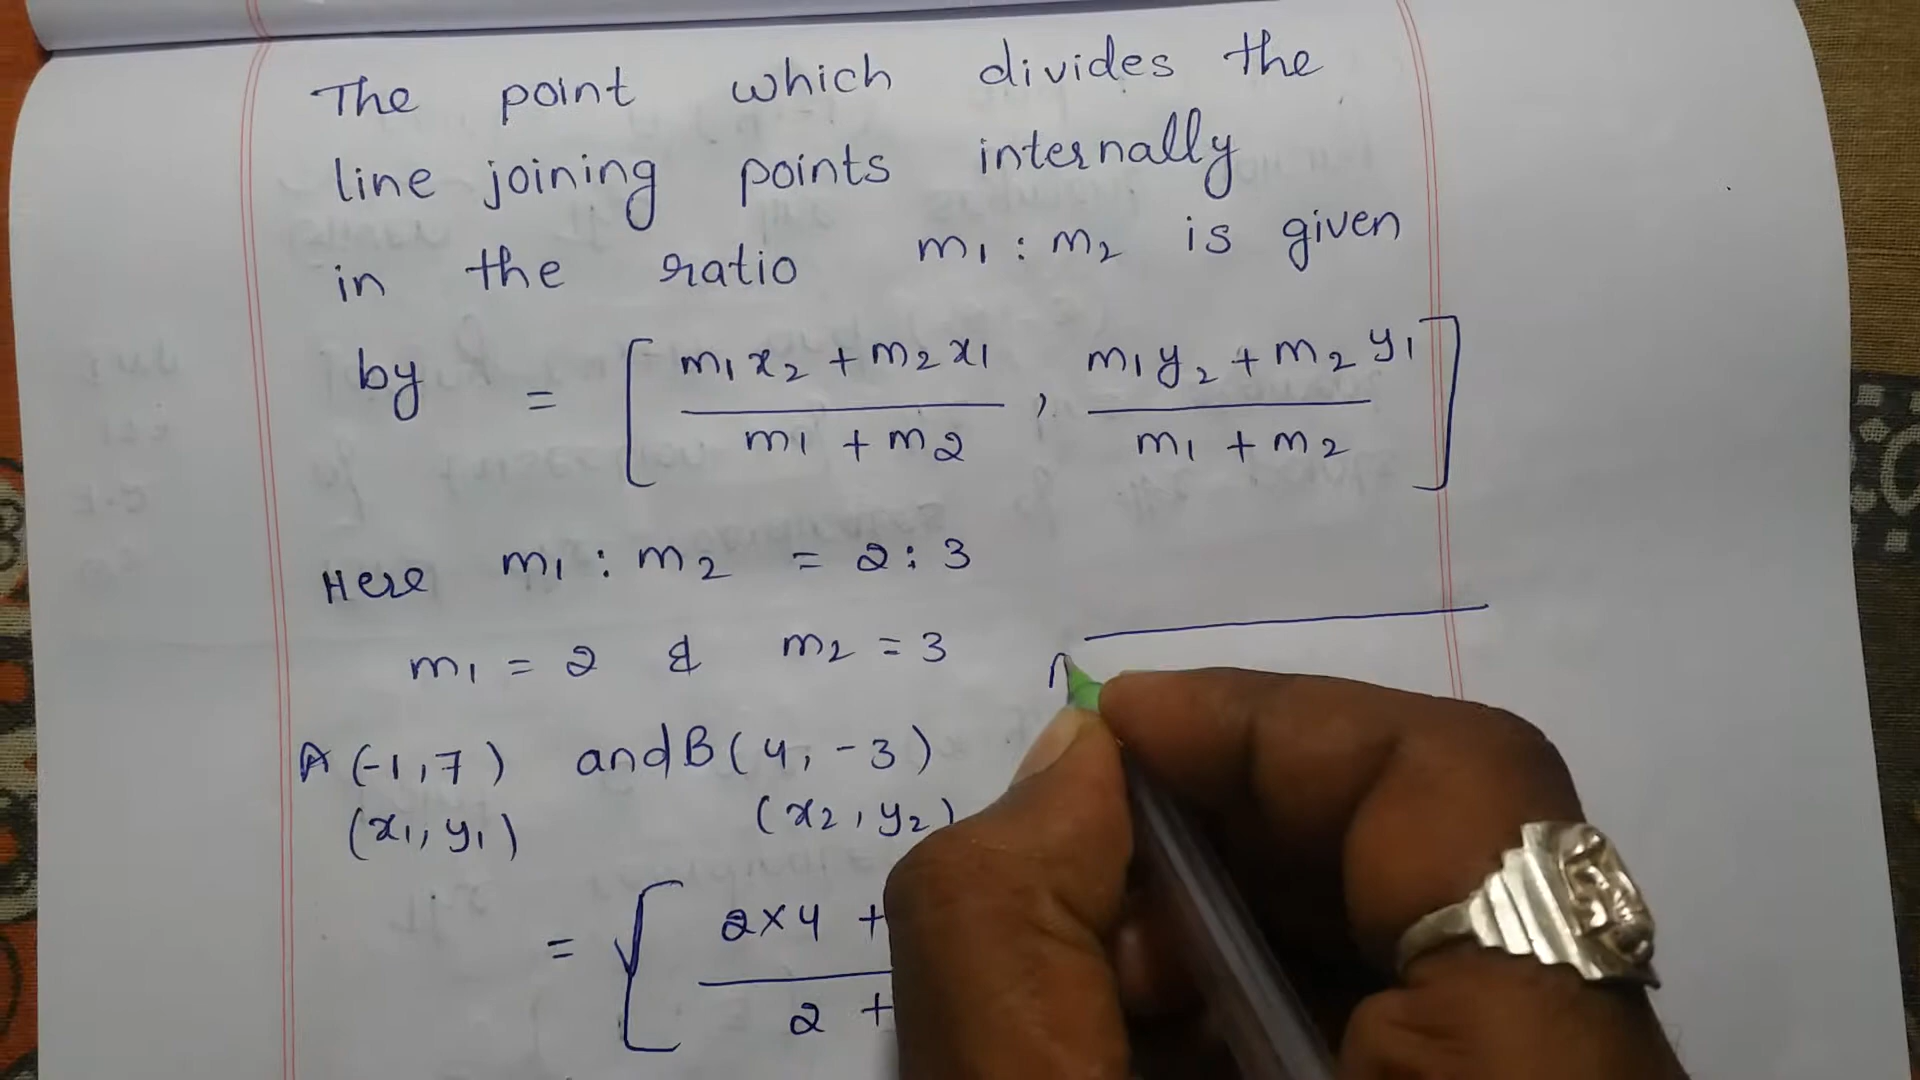 The point which divides the
line joining points internally
in the ratio m₁ : m₂ is given
by = [ m₁x₂ + m₂x₁ / m₁ + m₂ , m₁y₂ + m₂y₁ / m₁ + m₂ ]
Here m₁ : m₂ = 2 : 3
m₁ = 2 & m₂ = 3
A (-1, 7) and B (4, -3)
(x₁, y₁) (x₂, y₂)
= [ 2 × 4 + / 2 +